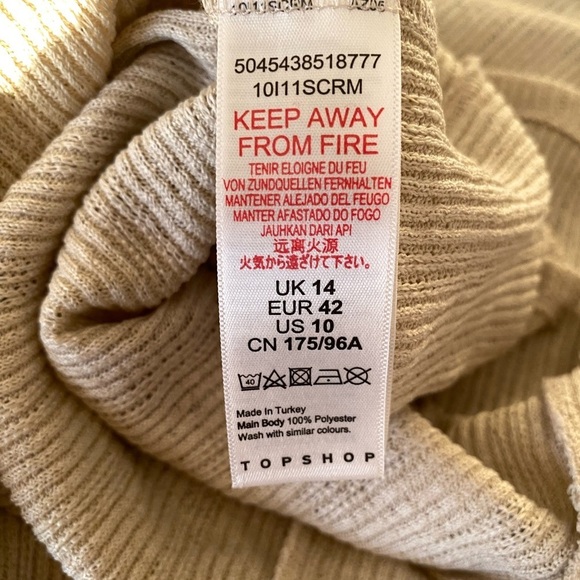 5045438518777
10I11SCRM
KEEP AWAY
FROM FIRE
TENIR ELOIGNE DU FEU
VON ZUNDQUELLEN FERNHALTEN
MANTENER ALEJADO DEL FEUGO
MANTER AFASTADO DO FOGO
JAUHKAN DARI API
远离火源
火気から遠ざけて下さい。
UK 14
EUR 42
US 10
CN 175/96A
40
Made In Turkey
Main Body 100% Polyester
Wash with similar colours.
TOPSHOP